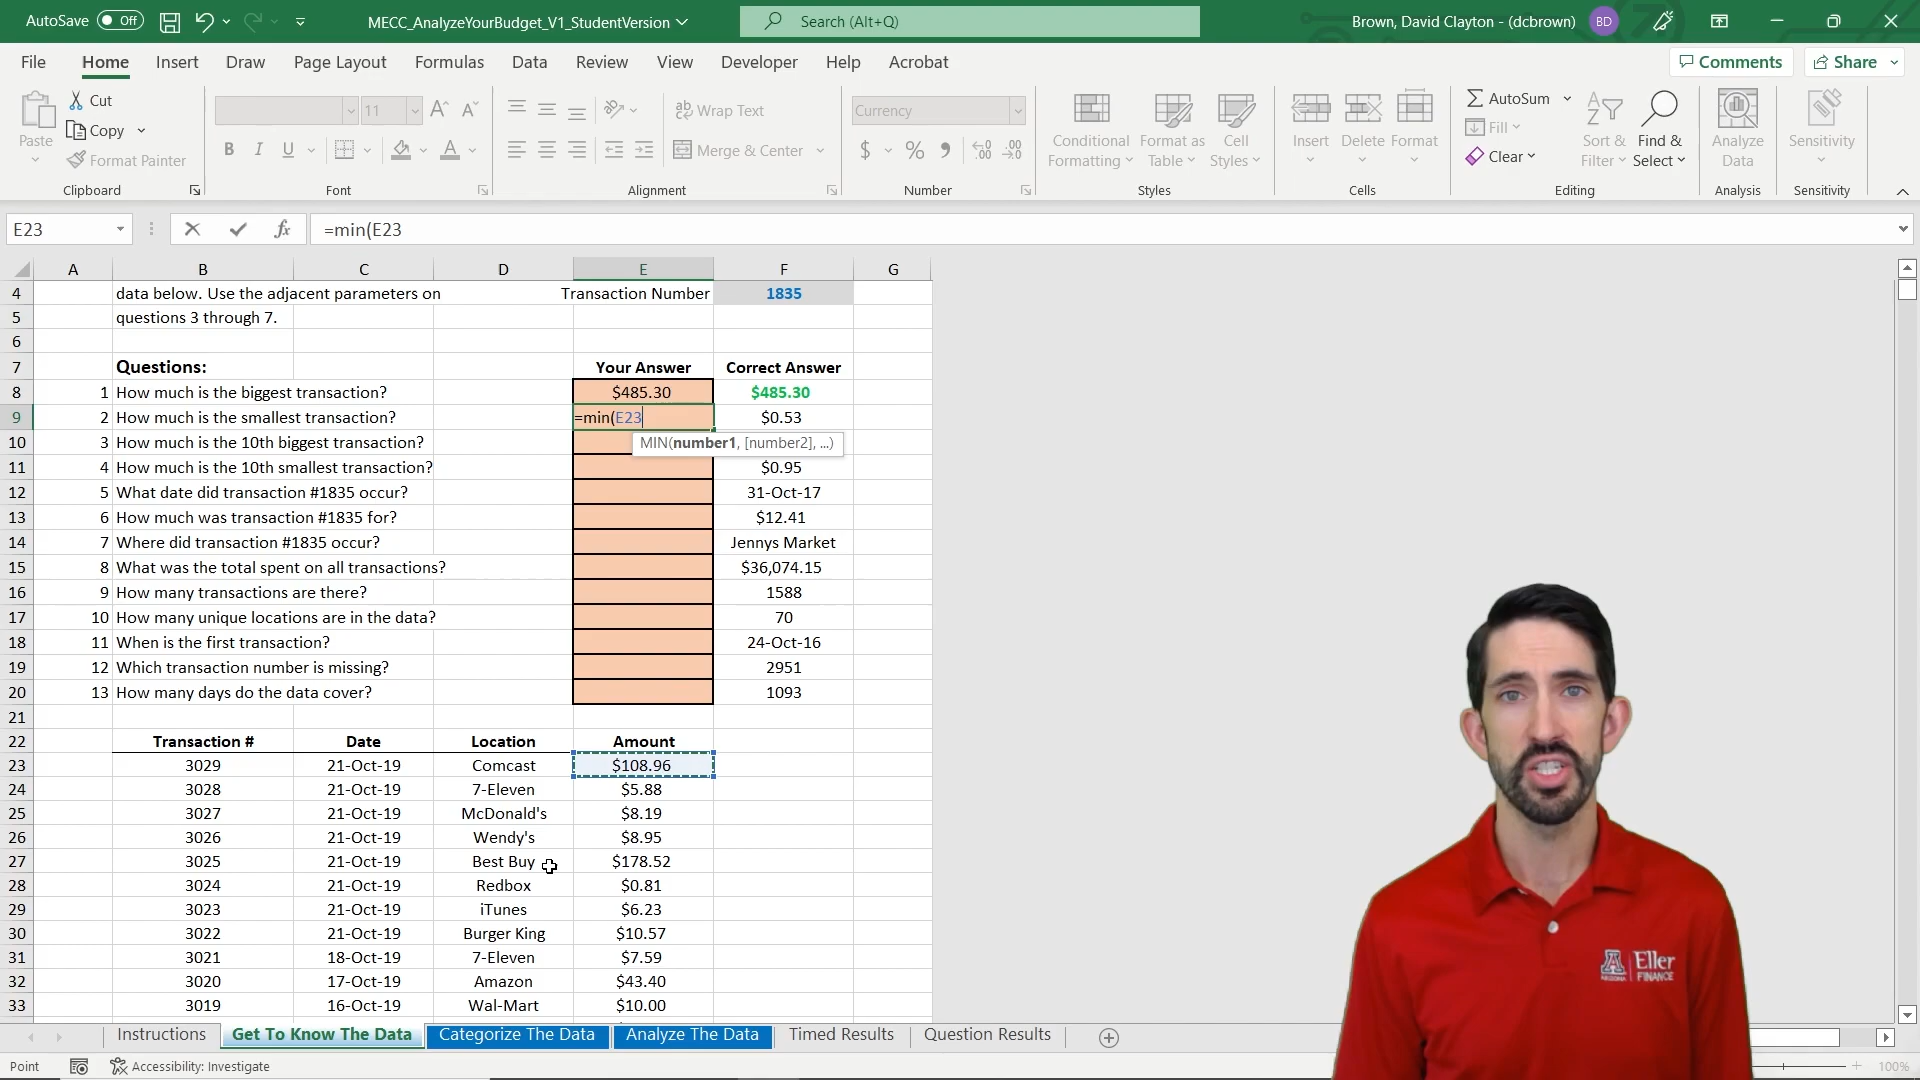 AutoSave Off MECC_AnalyzeYourBudget_V1_StudentVersion Search (Alt+Q) Brown, David Clayton - (dcbrown) BD
File Home Insert Draw Page Layout Formulas Data Review View Developer Help Acrobat Comments Share
Paste Cut Copy Format Painter Clipboard
11 B I U Font
Wrap Text Merge & Center Alignment
Currency $ % , Number
Conditional Formatting Format as Table Cell Styles Styles
Insert Delete Format Cells
AutoSum Fill Clear Sort & Filter Find & Select Editing
Analyze Data Analysis
Sensitivity Sensitivity
E23 fx =min(E23
A B C D E F G
4 data below. Use the adjacent parameters on Transaction Number 1835
5 questions 3 through 7.
6
7 Questions: Your Answer Correct Answer
8 1 How much is the biggest transaction? $485.30 $485.30
9 2 How much is the smallest transaction? =min(E23 $0.53
10 3 How much is the 10th biggest transaction? MIN(number1, [number2], ...)
11 4 How much is the 10th smallest transaction? $0.95
12 5 What date did transaction #1835 occur? 31-Oct-17
13 6 How much was transaction #1835 for? $12.41
14 7 Where did transaction #1835 occur? Jennys Market
15 8 What was the total spent on all transactions? $36,074.15
16 9 How many transactions are there? 1588
17 10 How many unique locations are in the data? 70
18 11 When is the first transaction? 24-Oct-16
19 12 Which transaction number is missing? 2951
20 13 How many days do the data cover? 1093
21
22 Transaction # Date Location Amount
23 3029 21-Oct-19 Comcast $108.96
24 3028 21-Oct-19 7-Eleven $5.88
25 3027 21-Oct-19 McDonald's $8.19
26 3026 21-Oct-19 Wendy's $8.95
27 3025 21-Oct-19 Best Buy $178.52
28 3024 21-Oct-19 Redbox $0.81
29 3023 21-Oct-19 iTunes $6.23
30 3022 21-Oct-19 Burger King $10.57
31 3021 18-Oct-19 7-Eleven $7.59
32 3020 17-Oct-19 Amazon $43.40
33 3019 16-Oct-19 Wal-Mart $10.00
A ARIZONA Eller FINANCE
Instructions Get To Know The Data Categorize The Data Analyze The Data Timed Results Question Results
Point Accessibility: Investigate 100%